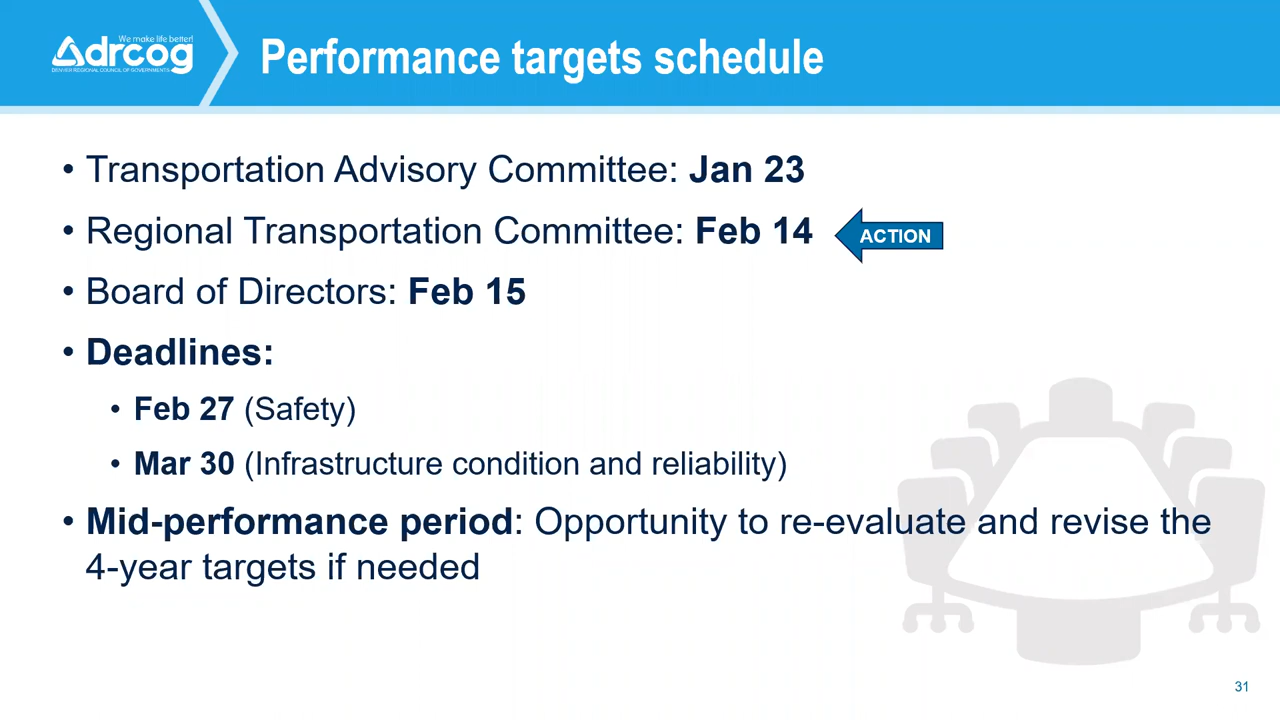 We make life better!
drcog
DENVER REGIONAL COUNCIL OF GOVERNMENTS
Performance targets schedule
• Transportation Advisory Committee: Jan 23
• Regional Transportation Committee: Feb 14
ACTION
• Board of Directors: Feb 15
• Deadlines:
• Feb 27 (Safety)
• Mar 30 (Infrastructure condition and reliability)
• Mid-performance period: Opportunity to re-evaluate and revise the
4-year targets if needed
31